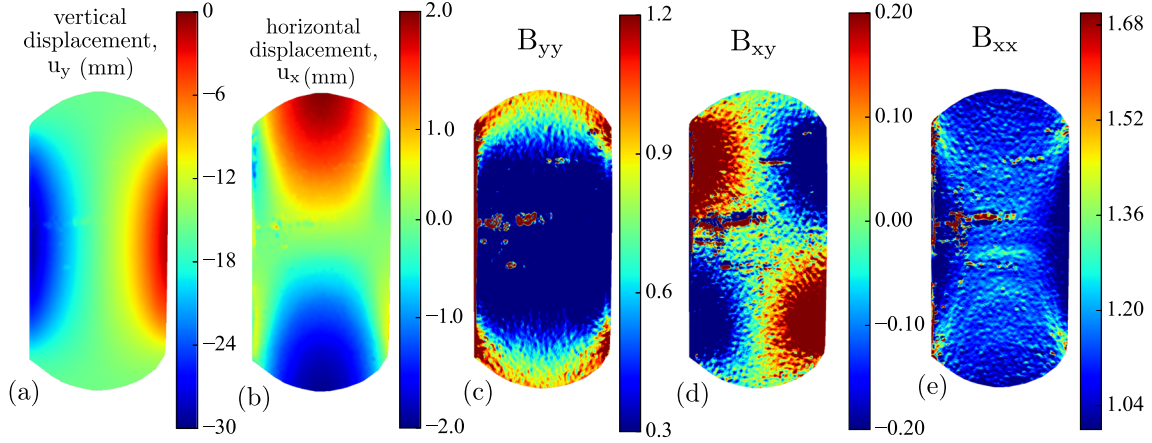 vertical
displacement,
u_y (mm)
0
−6
−12
−18
−24
−30
(a)
horizontal
displacement,
u_x (mm)
2.0
1.0
0.0
−1.0
−2.0
(b)
B_yy
1.2
0.9
0.6
0.3
(c)
B_xy
0.20
0.10
0.00
−0.10
−0.20
(d)
B_xx
1.68
1.52
1.36
1.20
1.04
(e)